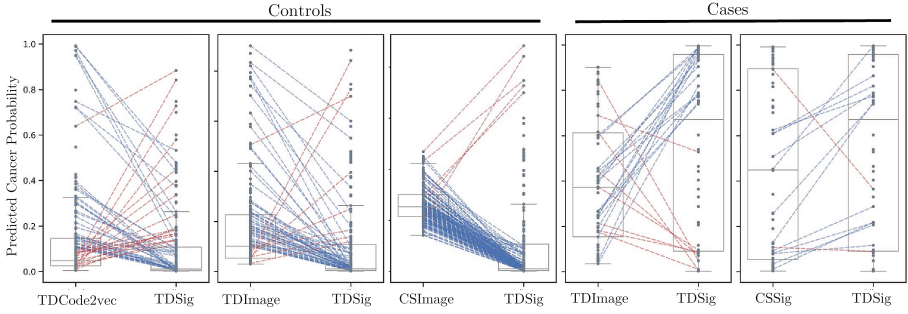 Controls
Cases
Predicted Cancer Probability
1.0
0.8
0.6
0.4
0.2
0.0
TDCode2vec TDSig TDImage TDSig CSImage TDSig TDImage TDSig CSSig TDSig